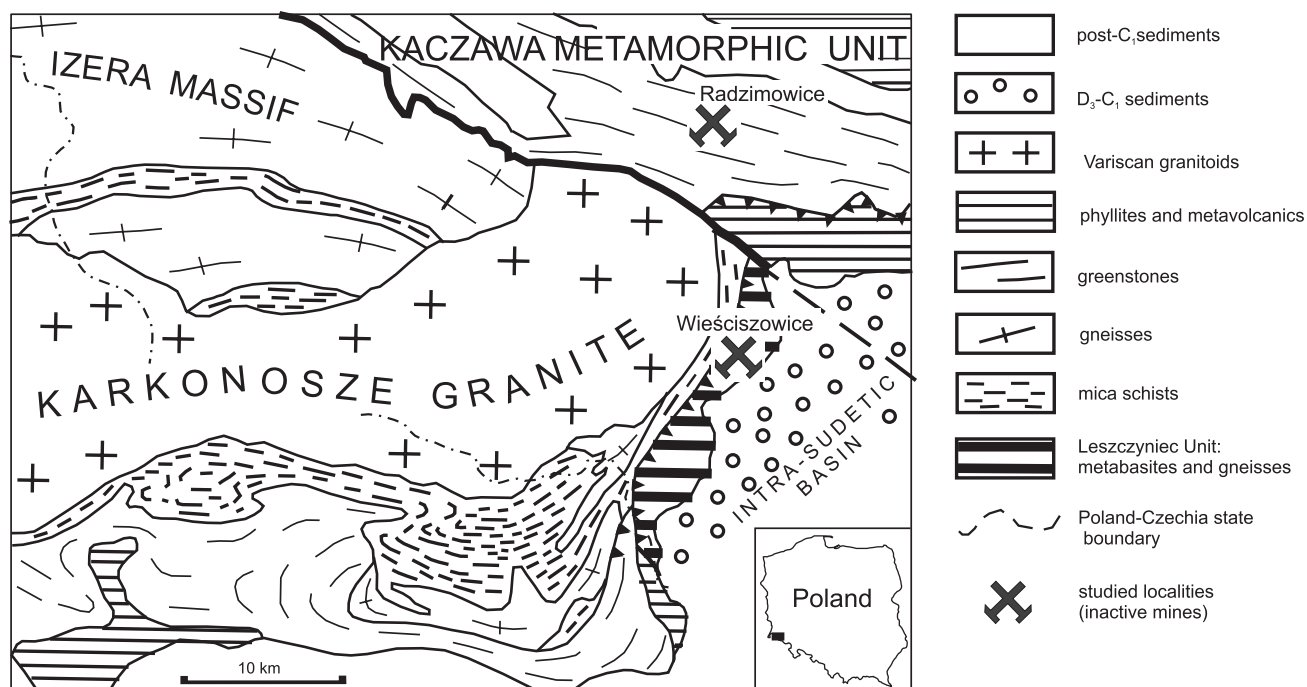 KACZAWA METAMORPHIC UNIT
IZERA MASSIF
Radzimowice
Wieściszowice
KARKONOSZE GRANITE
INTRA-SUDETIC
BASIN
Poland
10 km
post-C₁sediments
D₃-C₁ sediments
Variscan granitoids
phyllites and metavolcanics
greenstones
gneisses
mica schists
Leszczyniec Unit:
metabasites and gneisses
Poland-Czechia state
boundary
studied localities
(inactive mines)